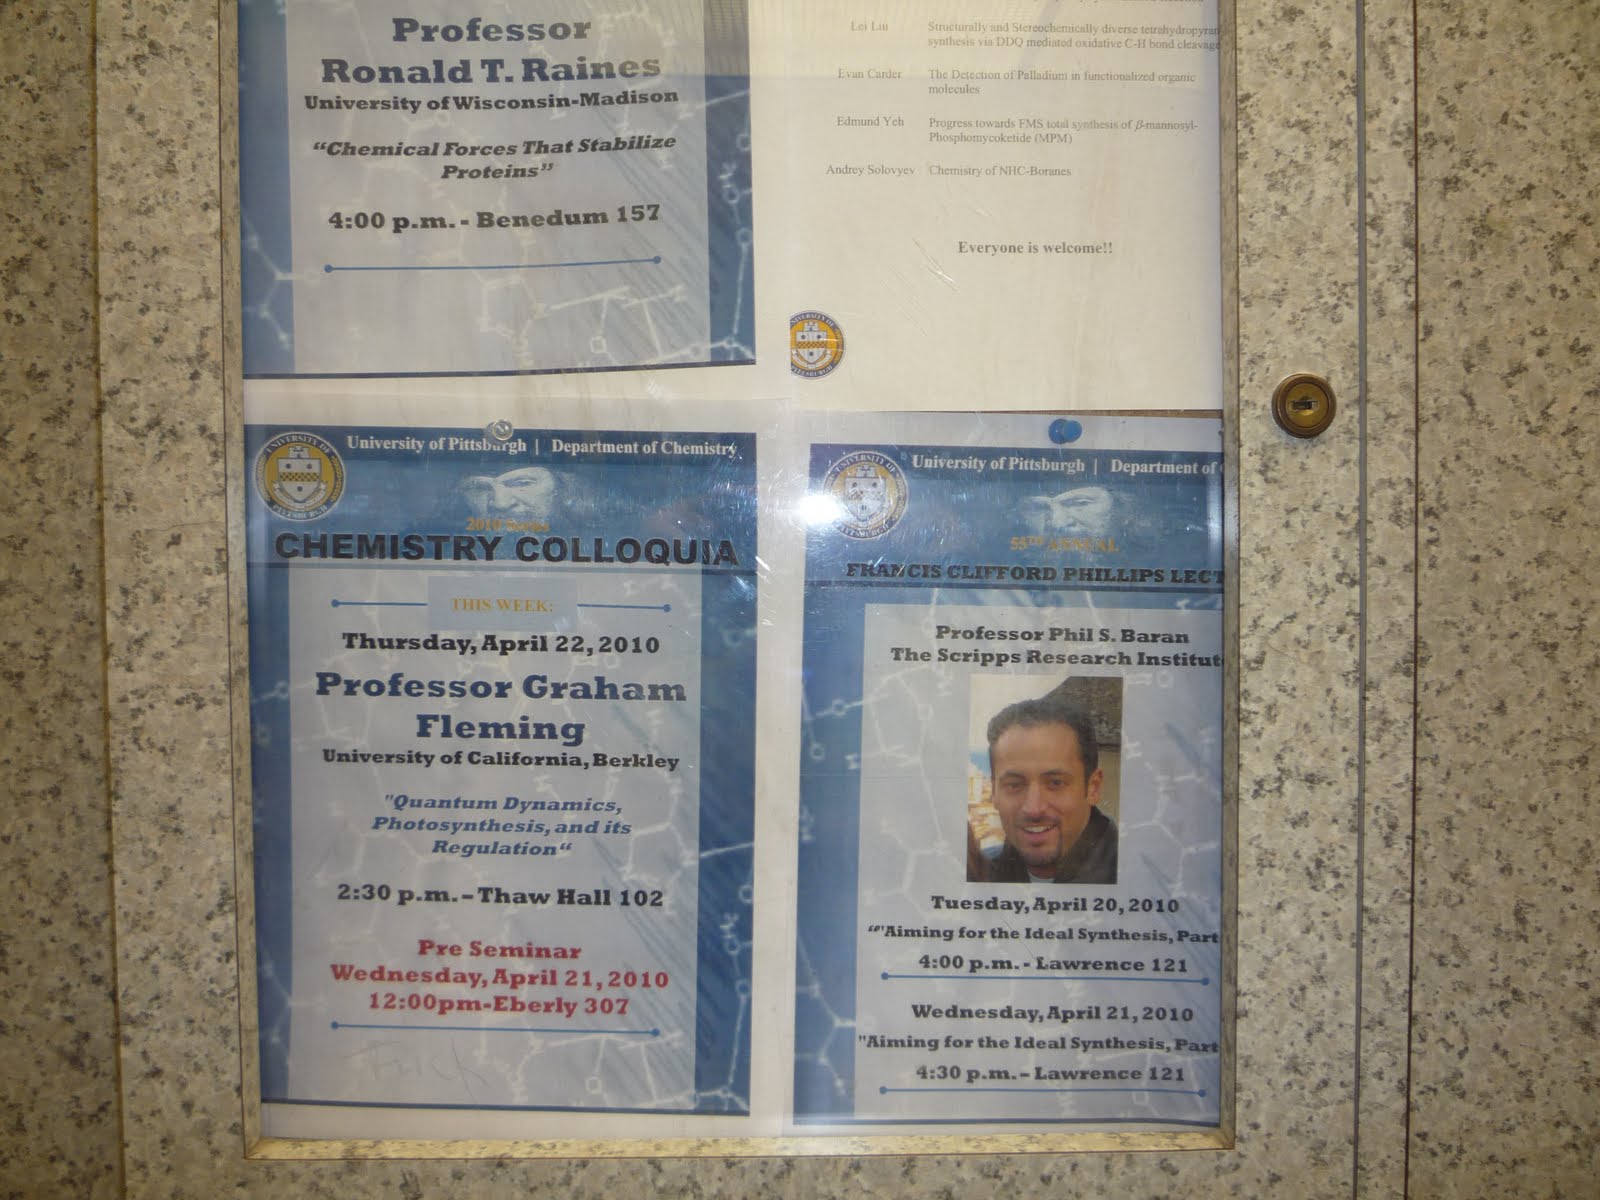 Professor
Ronald T. Raines
University of Wisconsin-Madison
“Chemical Forces That Stabilize
Proteins”
4:00 p.m. - Benedum 157
Lei Liu Structurally and Stereochemically diverse tetrahydropyran
synthesis via DDQ mediated oxidative C-H bond cleavage
Evan Carder The Detection of Palladium in functionalized organic
molecules
Edmund Yeh Progress towards FMS total synthesis of β-mannosyl-
Phosphomycoketide (MPM)
Andrey Solovyev Chemistry of NHC-Boranes
Everyone is welcome!!
UNIVERSITY OF
PITTSBURGH
University of Pittsburgh | Department of Chemistry
2010 Series
CHEMISTRY COLLOQUIA
THIS WEEK:
Thursday, April 22, 2010
Professor Graham
Fleming
University of California, Berkley
"Quantum Dynamics,
Photosynthesis, and its
Regulation“
2:30 p.m. – Thaw Hall 102
Pre Seminar
Wednesday, April 21, 2010
12:00pm-Eberly 307
University of Pittsburgh | Department of
55TH ANNUAL
FRANCIS CLIFFORD PHILLIPS LECT
Professor Phil S. Baran
The Scripps Research Institut
Tuesday, April 20, 2010
“"Aiming for the Ideal Synthesis, Part
4:00 p.m. - Lawrence 121
Wednesday, April 21, 2010
"Aiming for the Ideal Synthesis, Part
4:30 p.m. – Lawrence 121